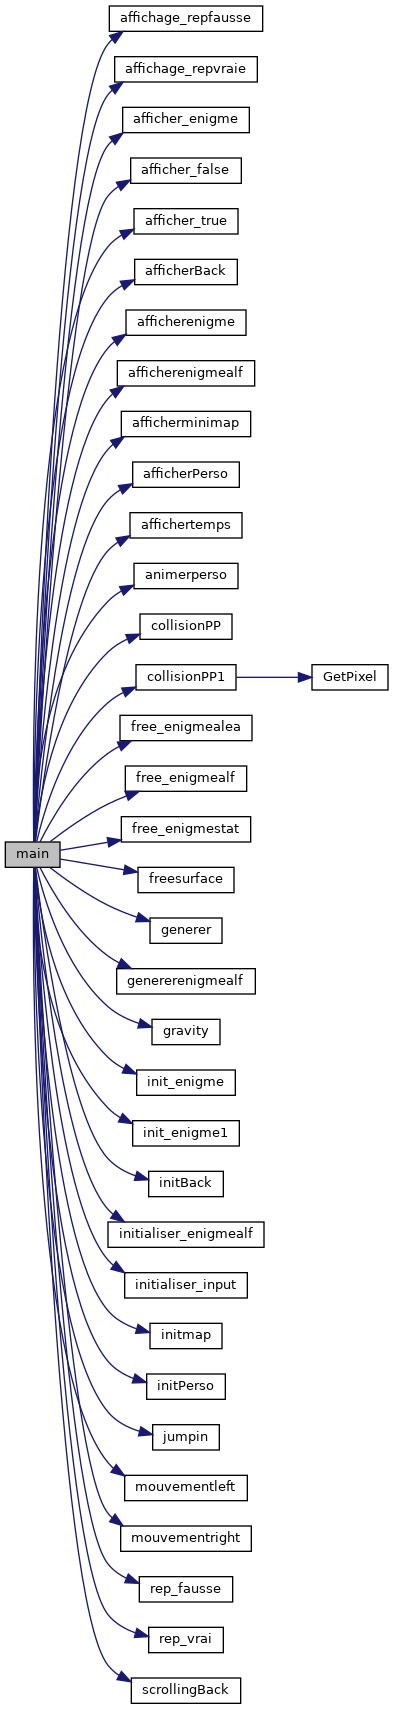 affichage_repfausse
affichage_repvraie
afficher_enigme
afficher_false
afficher_true
afficherBack
afficherenigme
afficherenigmealf
afficherminimap
afficherPerso
affichertemps
animerperso
collisionPP
collisionPP1
GetPixel
free_enigmealea
free_enigmealf
free_enigmestat
main
freesurface
generer
genererenigmealf
gravity
init_enigme
init_enigme1
initBack
initialiser_enigmealf
initialiser_input
initmap
initPerso
jumpin
mouvementleft
mouvementright
rep_fausse
rep_vrai
scrollingBack